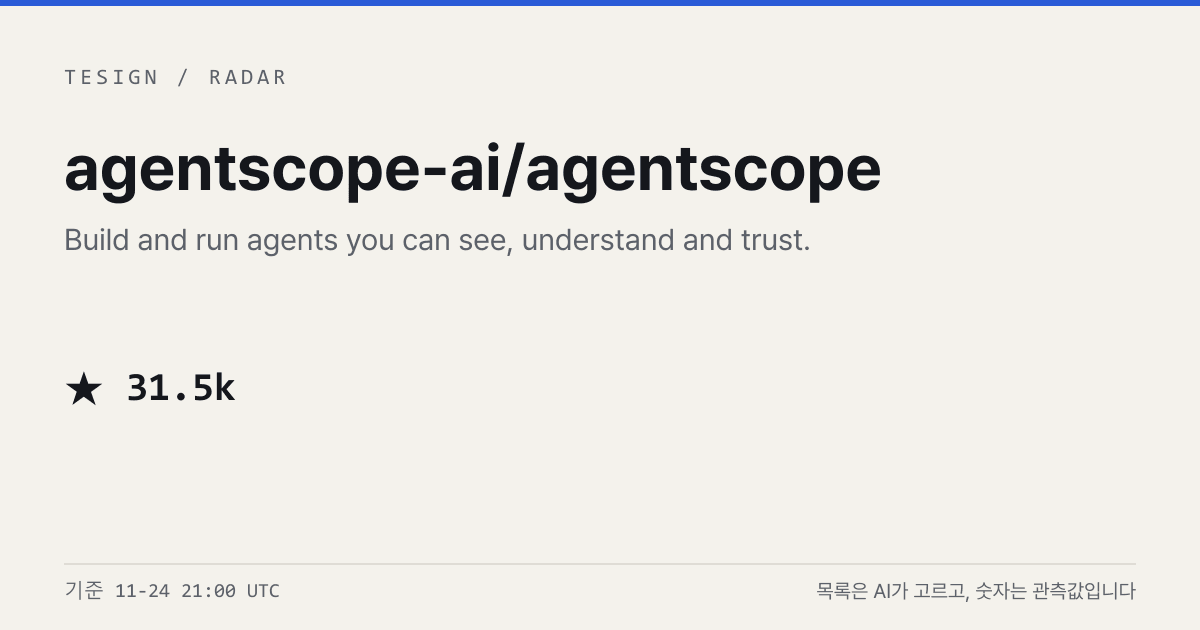 TESIGN / RADAR
agentscope-ai/agentscope
Build and run agents you can see, understand and trust.
★ 31.5k
기준 11-24 21:00 UTC
목록은 AI가 고르고, 숫자는 관측값입니다